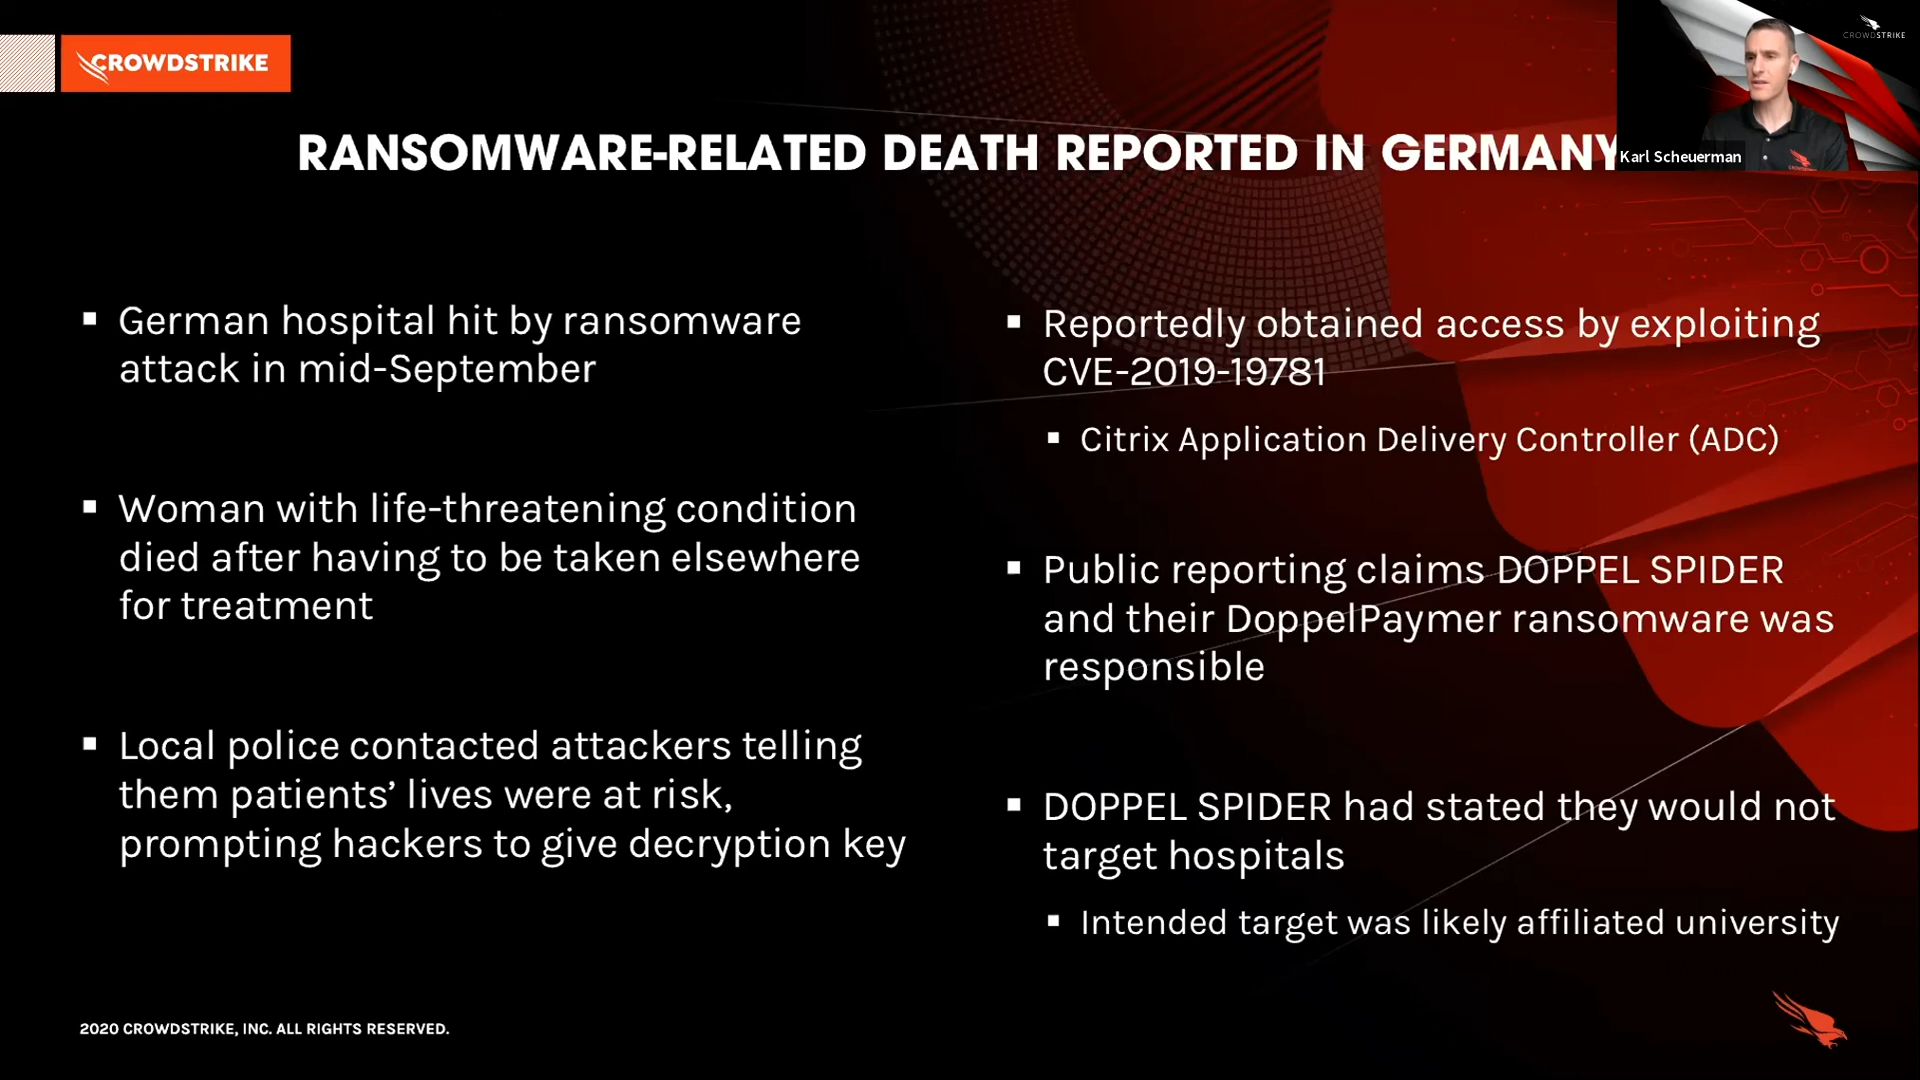 CROWDSTRIKE
CROWDSTRIKE
RANSOMWARE-RELATED DEATH REPORTED IN GERMANY
Karl Scheuerman
▪ German hospital hit by ransomware
attack in mid-September
▪ Woman with life-threatening condition
died after having to be taken elsewhere
for treatment
▪ Local police contacted attackers telling
them patients’ lives were at risk,
prompting hackers to give decryption key
▪ Reportedly obtained access by exploiting
CVE-2019-19781
▪ Citrix Application Delivery Controller (ADC)
▪ Public reporting claims DOPPEL SPIDER
and their DoppelPaymer ransomware was
responsible
▪ DOPPEL SPIDER had stated they would not
target hospitals
▪ Intended target was likely affiliated university
2020 CROWDSTRIKE, INC. ALL RIGHTS RESERVED.